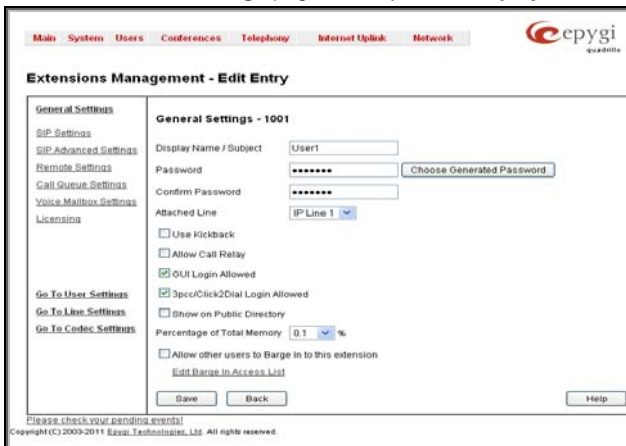 Main System Users Conferences Telephony Internet Uplink Network
epygi
quadrillo
Extensions Management - Edit Entry
General Settings
SIP Settings
SIP Advanced Settings
Remote Settings
Call Queue Settings
Voice Mailbox Settings
Licensing
Go To User Settings
Go To Line Settings
Go To Codec Settings
General Settings - 1001
Display Name / Subject User1
Password ••••••• Choose Generated Password
Confirm Password •••••••
Attached Line IP Line 1
Use Kickback
Allow Call Relay
GUI Login Allowed
3pcc/Click2Dial Login Allowed
Show on Public Directory
Percentage of Total Memory 0.1 %
Allow other users to Barge In to this extension
Edit Barge In Access List
Save Back Help
Please check your pending events!
Copyright (C) 2003-2011 Epygi Technologies, Ltd. All rights reserved.